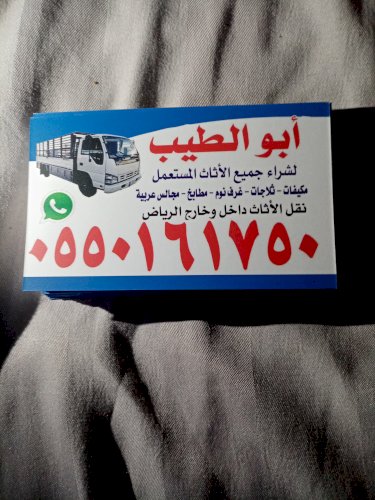 أبو الطيب
لشراء جميع الأثاث المستعمل
مكيفات - ثلاجات - غرف نوم - مطابخ - مجالس عربية
نقل الأثاث داخل وخارج الرياض
٠٥٥٠١٦١٧٥٠